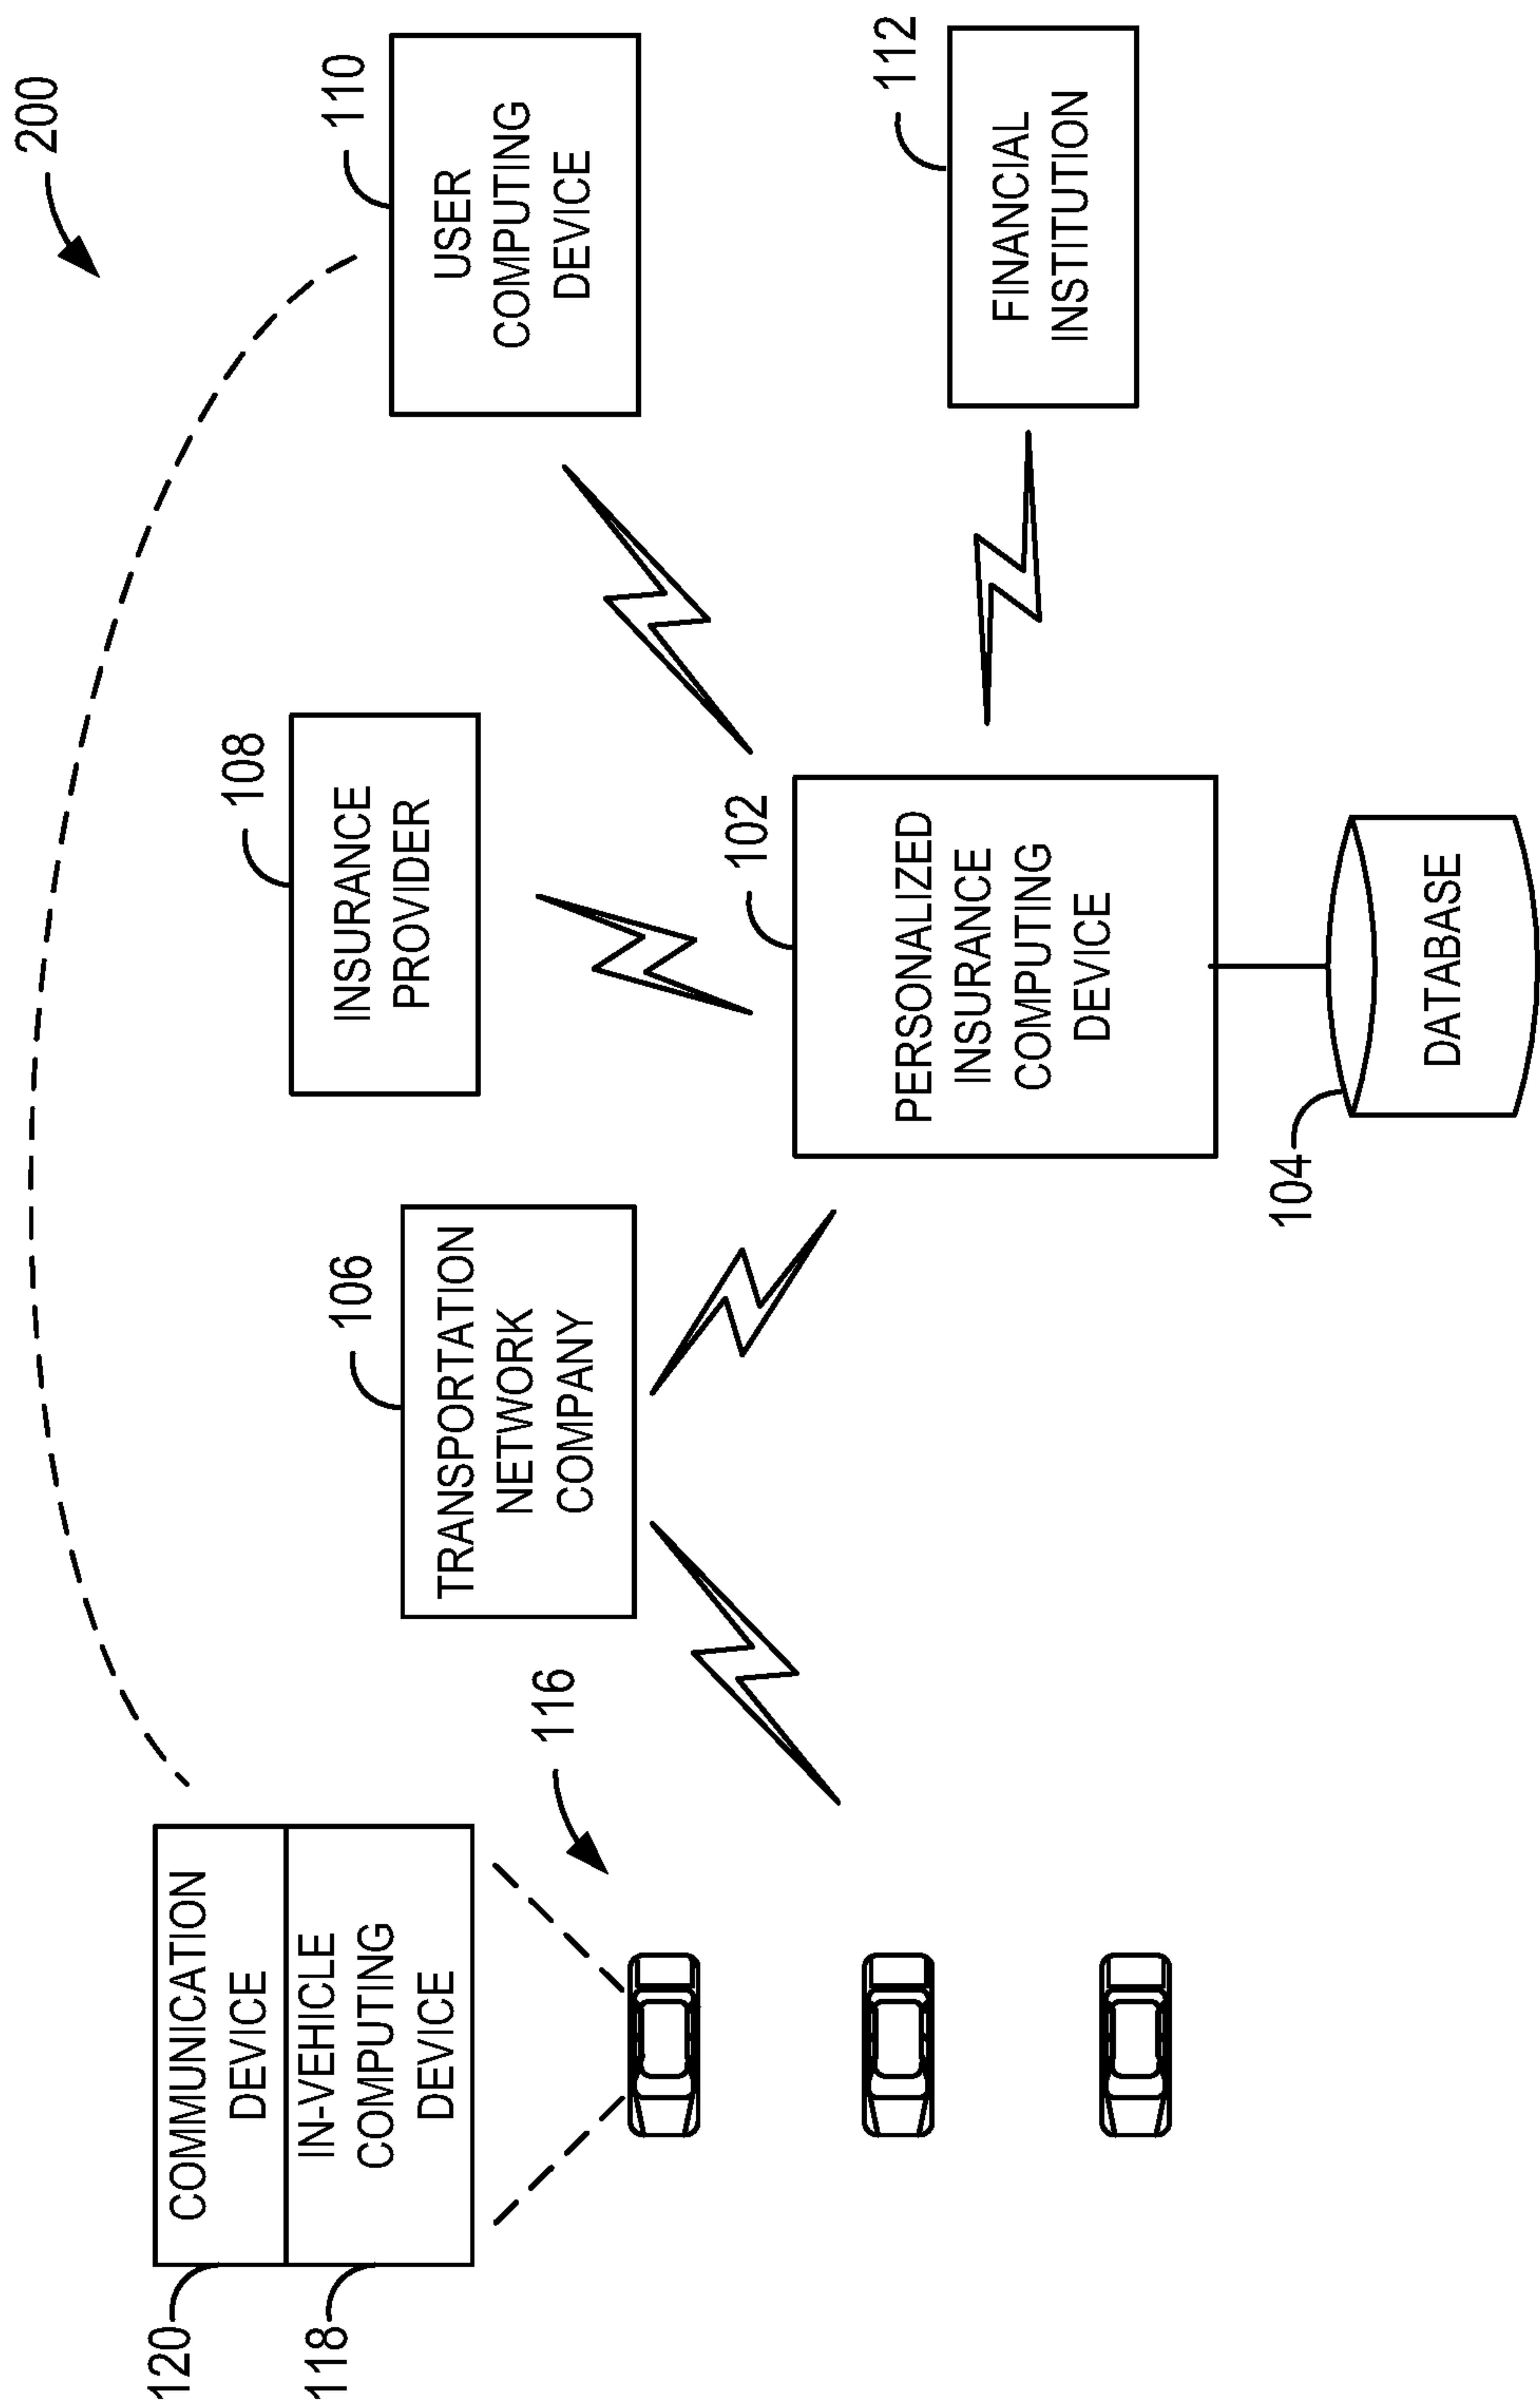 200
120
COMMUNICATION
DEVICE
118
IN-VEHICLE
COMPUTING
DEVICE
116
106
TRANSPORTATION
NETWORK
COMPANY
108
INSURANCE
PROVIDER
110
USER
COMPUTING
DEVICE
102
PERSONALIZED
INSURANCE
COMPUTING
DEVICE
112
FINANCIAL
INSTITUTION
104
DATABASE